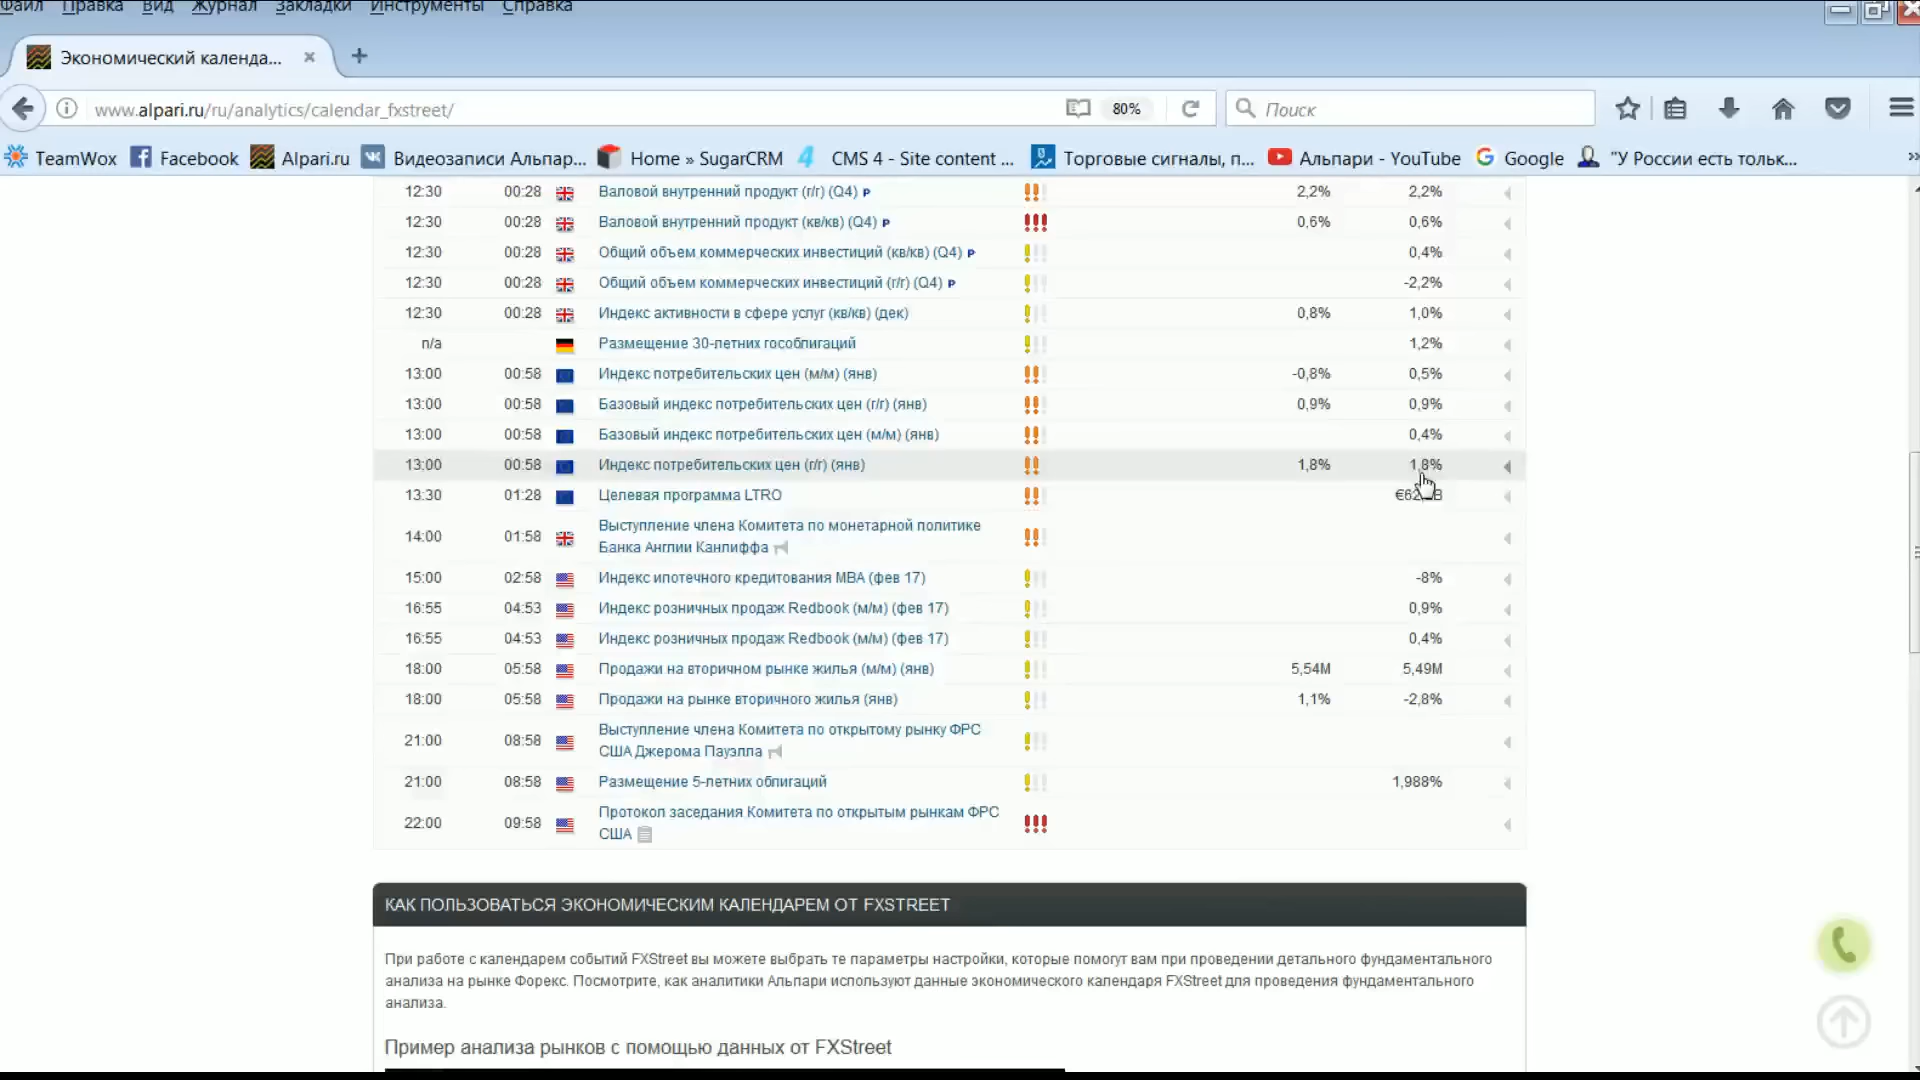 Файл Правка Вид Журнал Закладки Инструменты Справка
Экономический календа...
www.alpari.ru/ru/analytics/calendar_fxstreet/ 80% Поиск
TeamWox Facebook Alpari.ru Видеозаписи Альпар... Home » SugarCRM CMS 4 - Site content ... Торговые сигналы, п... Альпари - YouTube Google "У России есть тольк...
12:30 00:28 Валовой внутренний продукт (г/г) (Q4) P 2,2% 2,2%
12:30 00:28 Валовой внутренний продукт (кв/кв) (Q4) P 0,6% 0,6%
12:30 00:28 Общий объем коммерческих инвестиций (кв/кв) (Q4) P 0,4%
12:30 00:28 Общий объем коммерческих инвестиций (г/г) (Q4) P -2,2%
12:30 00:28 Индекс активности в сфере услуг (кв/кв) (дек) 0,8% 1,0%
n/a Размещение 30-летних гособлигаций 1,2%
13:00 00:58 Индекс потребительских цен (м/м) (янв) -0,8% 0,5%
13:00 00:58 Базовый индекс потребительских цен (г/г) (янв) 0,9% 0,9%
13:00 00:58 Базовый индекс потребительских цен (м/м) (янв) 0,4%
13:00 00:58 Индекс потребительских цен (г/г) (янв) 1,8% 1,8%
13:30 01:28 Целевая программа LTRO
14:00 01:58 Выступление члена Комитета по монетарной политике
Банка Англии Канлиффа
15:00 02:58 Индекс ипотечного кредитования MBA (фев 17) -8%
16:55 04:53 Индекс розничных продаж Redbook (м/м) (фев 17) 0,9%
16:55 04:53 Индекс розничных продаж Redbook (м/м) (фев 17) 0,4%
18:00 05:58 Продажи на вторичном рынке жилья (м/м) (янв) 5,54M 5,49M
18:00 05:58 Продажи на рынке вторичного жилья (янв) 1,1% -2,8%
21:00 08:58 Выступление члена Комитета по открытому рынку ФРС
США Джерома Пауэлла
21:00 08:58 Размещение 5-летних облигаций 1,988%
22:00 09:58 Протокол заседания Комитета по открытым рынкам ФРС
США
КАК ПОЛЬЗОВАТЬСЯ ЭКОНОМИЧЕСКИМ КАЛЕНДАРЕМ ОТ FXSTREET
При работе с календарем событий FXStreet вы можете выбрать те параметры настройки, которые помогут вам при проведении детального фундаментального
анализа на рынке Форекс. Посмотрите, как аналитики Альпари используют данные экономического календаря FXStreet для проведения фундаментального
анализа.
Пример анализа рынков с помощью данных от FXStreet